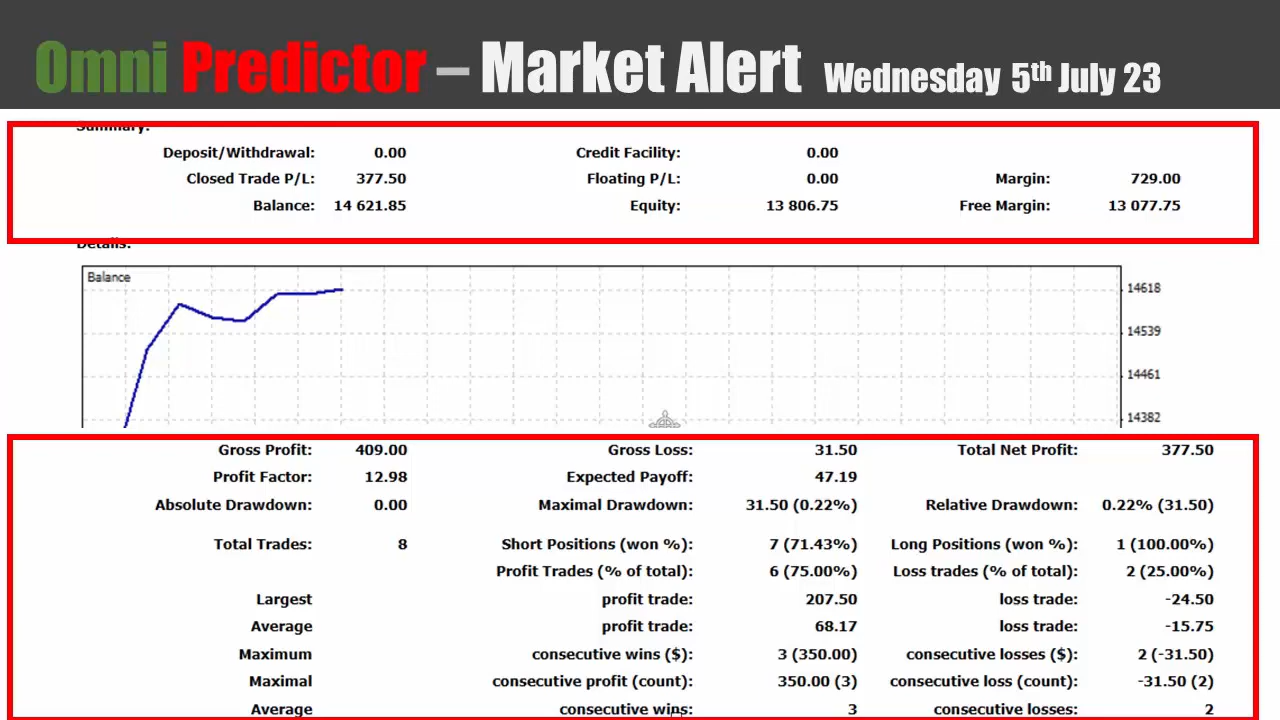 Omni Predictor – Market Alert Wednesday 5th July 23
Summary:
Deposit/Withdrawal: 0.00 Credit Facility: 0.00
Closed Trade P/L: 377.50 Floating P/L: 0.00 Margin: 729.00
Balance: 14 621.85 Equity: 13 806.75 Free Margin: 13 077.75
Details:
Balance
14618
14539
14461
14382
Gross Profit: 409.00 Gross Loss: 31.50 Total Net Profit: 377.50
Profit Factor: 12.98 Expected Payoff: 47.19
Absolute Drawdown: 0.00 Maximal Drawdown: 31.50 (0.22%) Relative Drawdown: 0.22% (31.50)
Total Trades: 8 Short Positions (won %): 7 (71.43%) Long Positions (won %): 1 (100.00%)
Profit Trades (% of total): 6 (75.00%) Loss trades (% of total): 2 (25.00%)
Largest profit trade: 207.50 loss trade: -24.50
Average profit trade: 68.17 loss trade: -15.75
Maximum consecutive wins ($): 3 (350.00) consecutive losses ($): 2 (-31.50)
Maximal consecutive profit (count): 350.00 (3) consecutive loss (count): -31.50 (2)
Average consecutive wins: 3 consecutive losses: 2